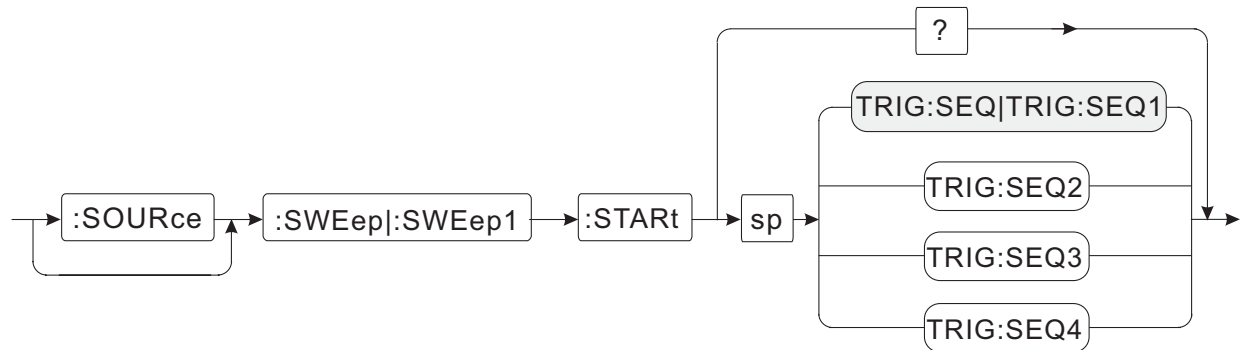 ?
TRIG:SEQ|TRIG:SEQ1
TRIG:SEQ2
:SOURce :SWEep|:SWEep1 :STARt sp
TRIG:SEQ3
TRIG:SEQ4